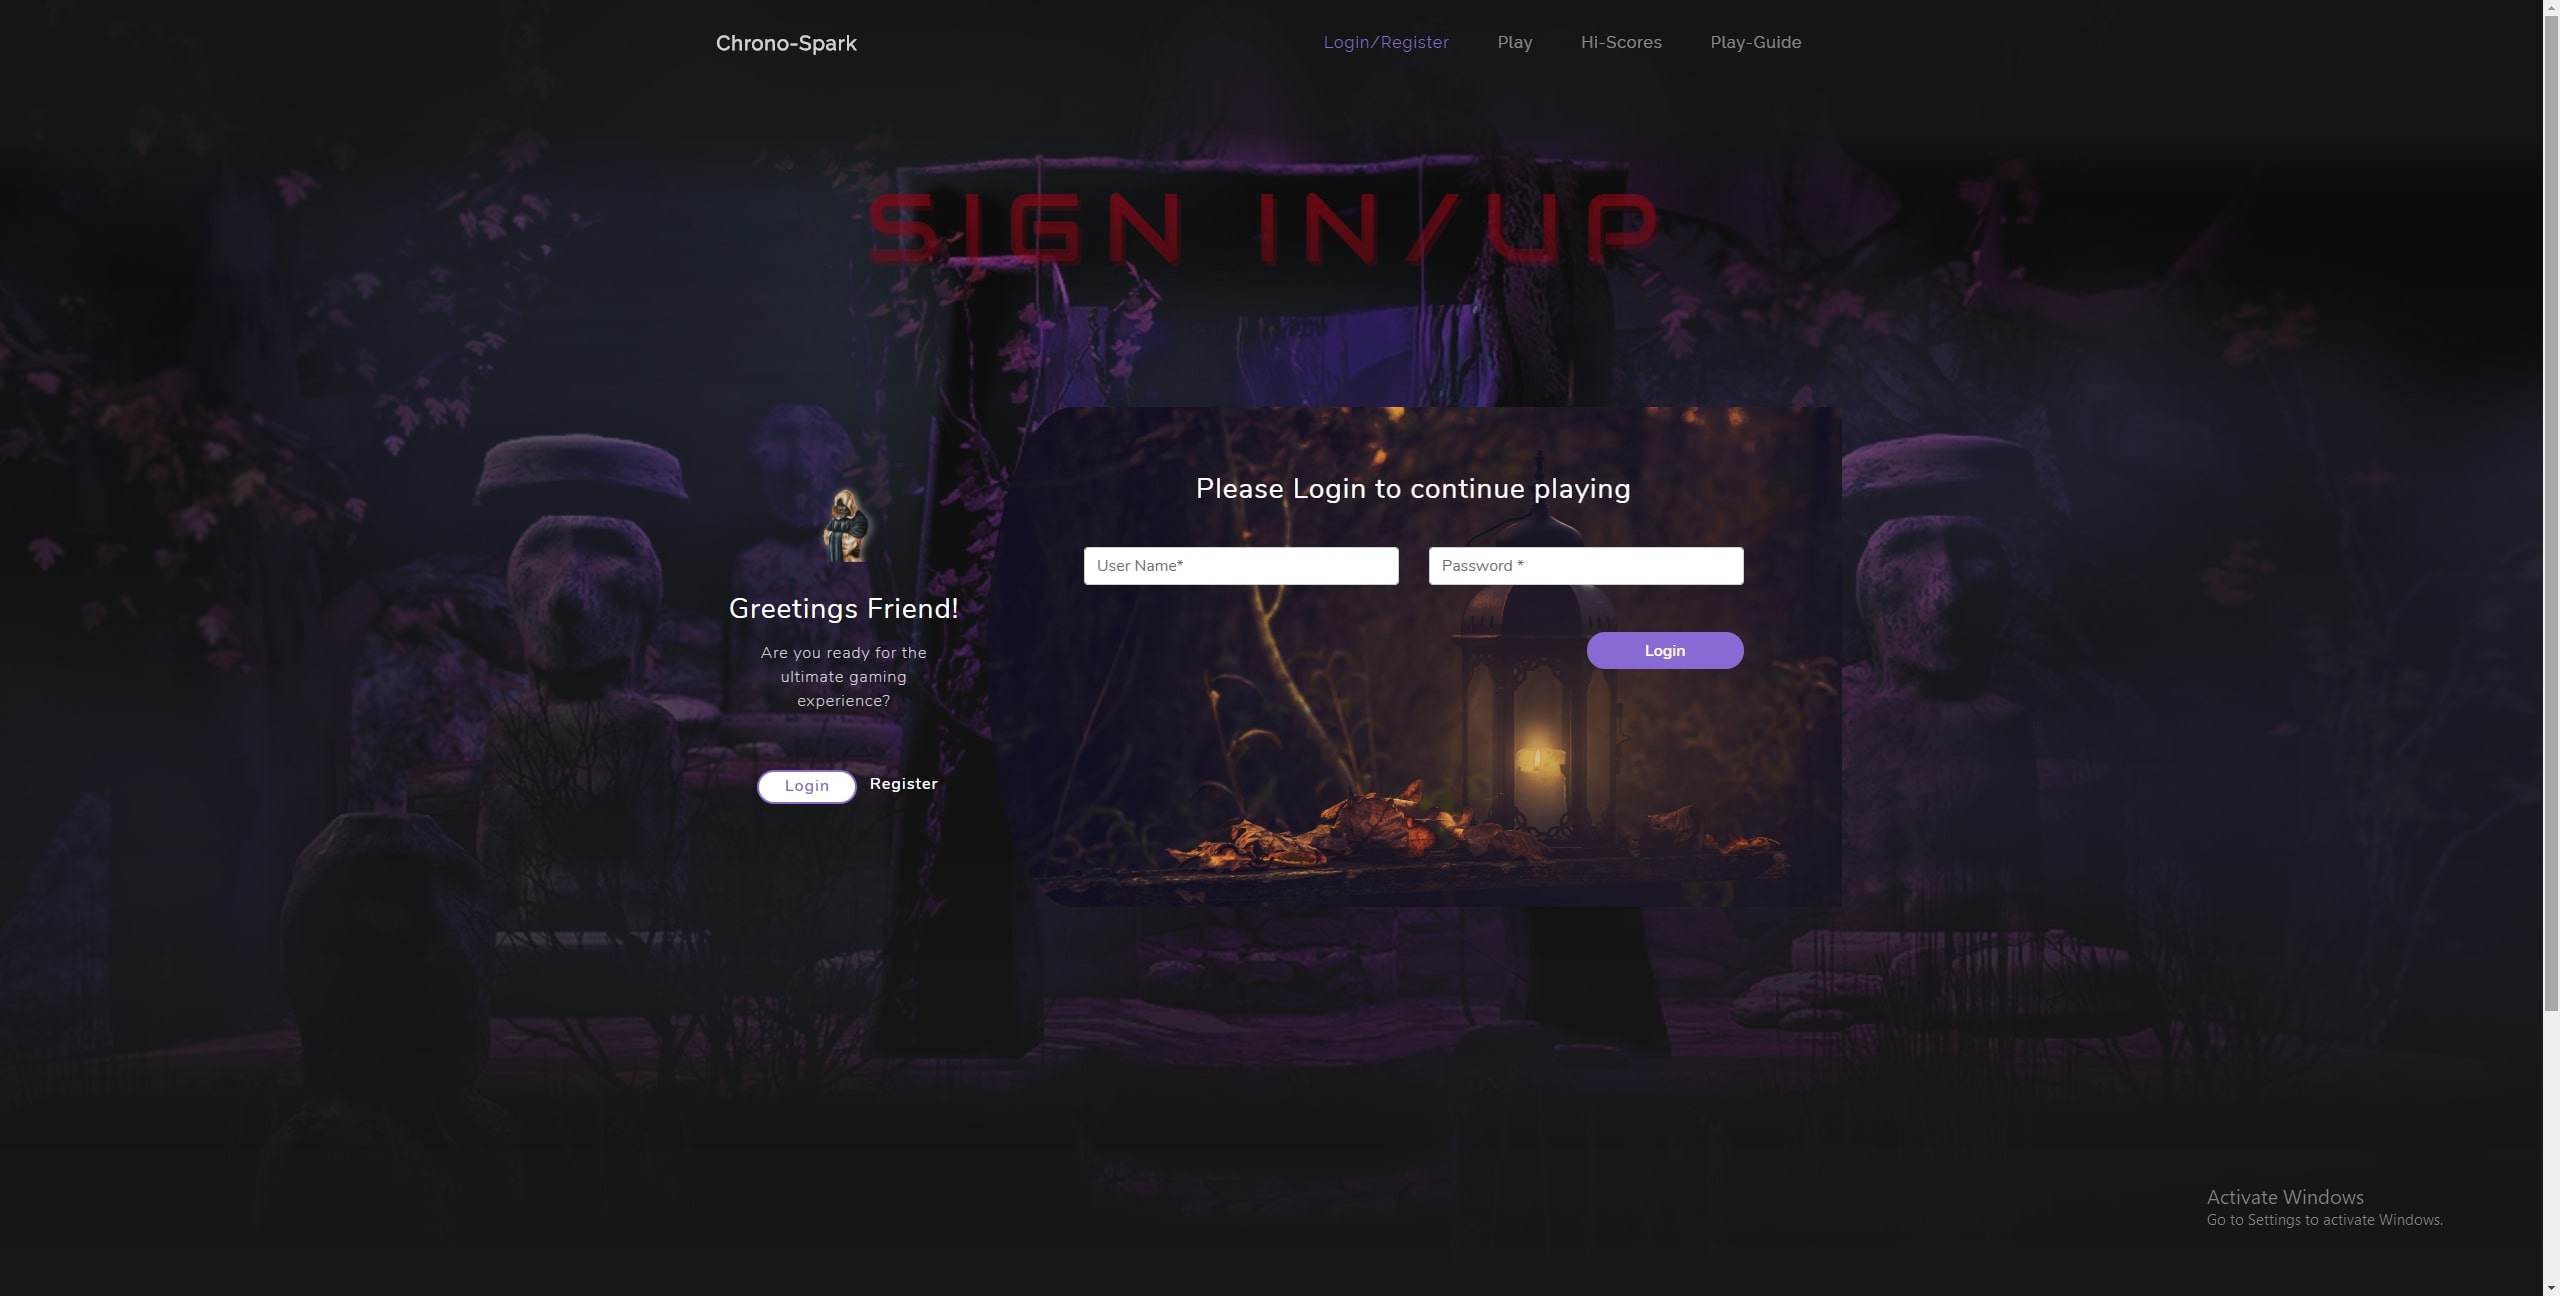 Chrono-Spark
Login/Register
Play
Hi-Scores
Play-Guide
SIGN IN/UP
Please Login to continue playing
User Name*
Password *
Login
Greetings Friend!
Are you ready for the
ultimate gaming
experience?
Login
Register
Activate Windows
Go to Settings to activate Windows.